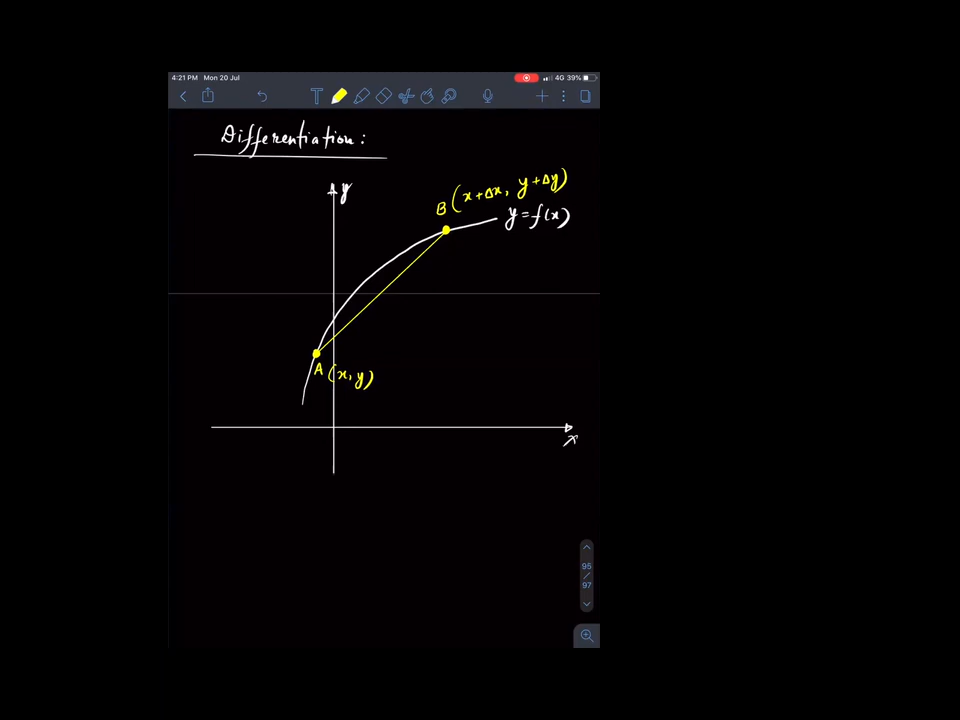 4:21 PM Mon 20 Jul
4G 39%
T
Differentiation:
y
B (x+Δx, y+Δy)
y=f(x)
A (x, y)
x
95
/
97